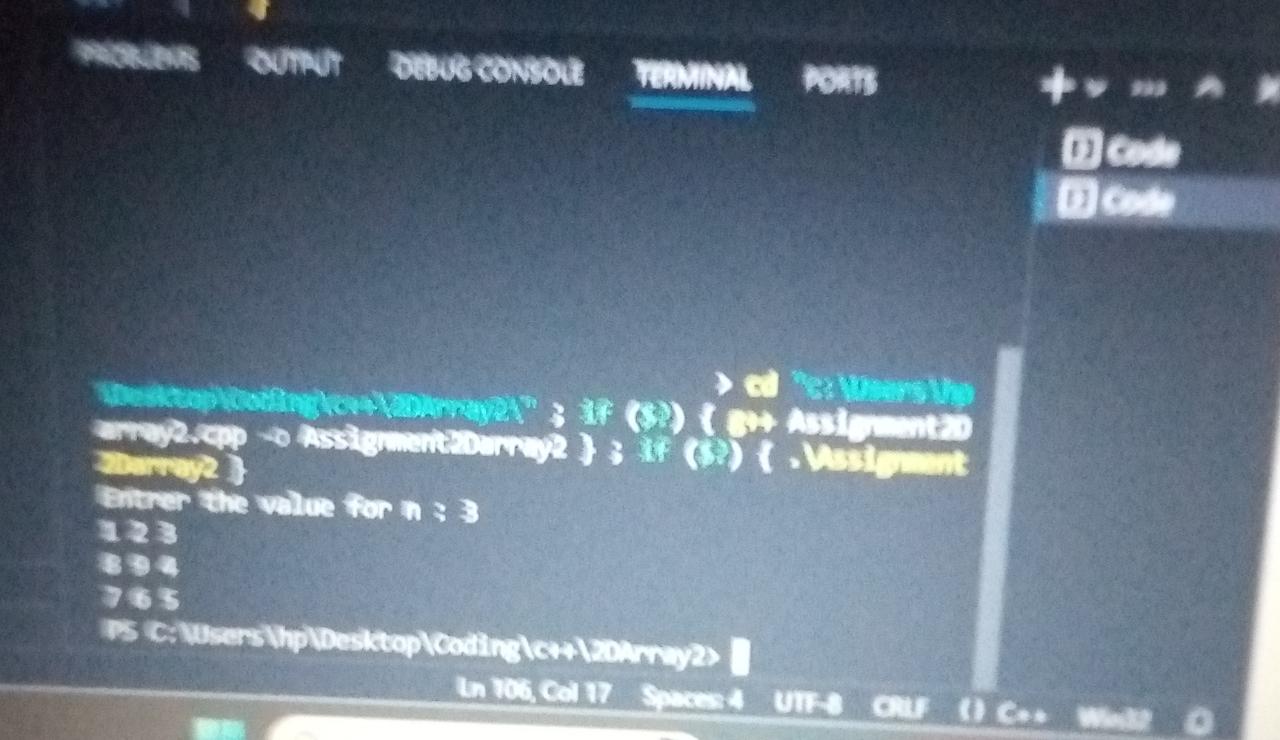 PROBLEMS OUTPUT DEBUG CONSOLE TERMINAL PORTS
Code
Code
> cd "c:\Users\hp
\Desktop\Coding\c++\2DArray2\" ; if ($?) { g++ Assignment2D
array2.cpp -o Assignment2Darray2 } ; if ($?) { .\Assignment
2Darray2 }
Entrer the value for n : 3
1 2 3
8 9 4
7 6 5
PS C:\Users\hp\Desktop\Coding\c++\2DArray2>
Ln 106, Col 17 Spaces: 4 UTF-8 CRLF {} C++ Win32